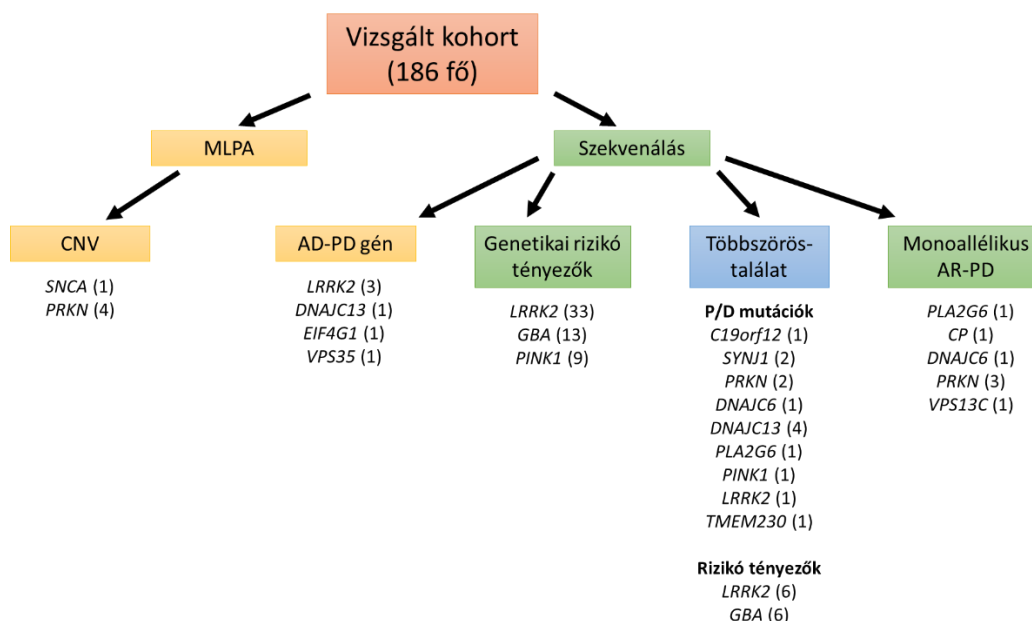 Vizsgált kohort
(186 fő)
MLPA
Szekvenálás
CNV
SNCA (1)
PRKN (4)
AD-PD gén
LRRK2 (3)
DNAJC13 (1)
EIF4G1 (1)
VPS35 (1)
Genetikai rizikó
tényezők
LRRK2 (33)
GBA (13)
PINK1 (9)
Többszörös-
találat
P/D mutációk
C19orf12 (1)
SYNJ1 (2)
PRKN (2)
DNAJC6 (1)
DNAJC13 (4)
PLA2G6 (1)
PINK1 (1)
LRRK2 (1)
TMEM230 (1)
Rizikó tényezők
LRRK2 (6)
GBA (6)
Monoallélikus
AR-PD
PLA2G6 (1)
CP (1)
DNAJC6 (1)
PRKN (3)
VPS13C (1)